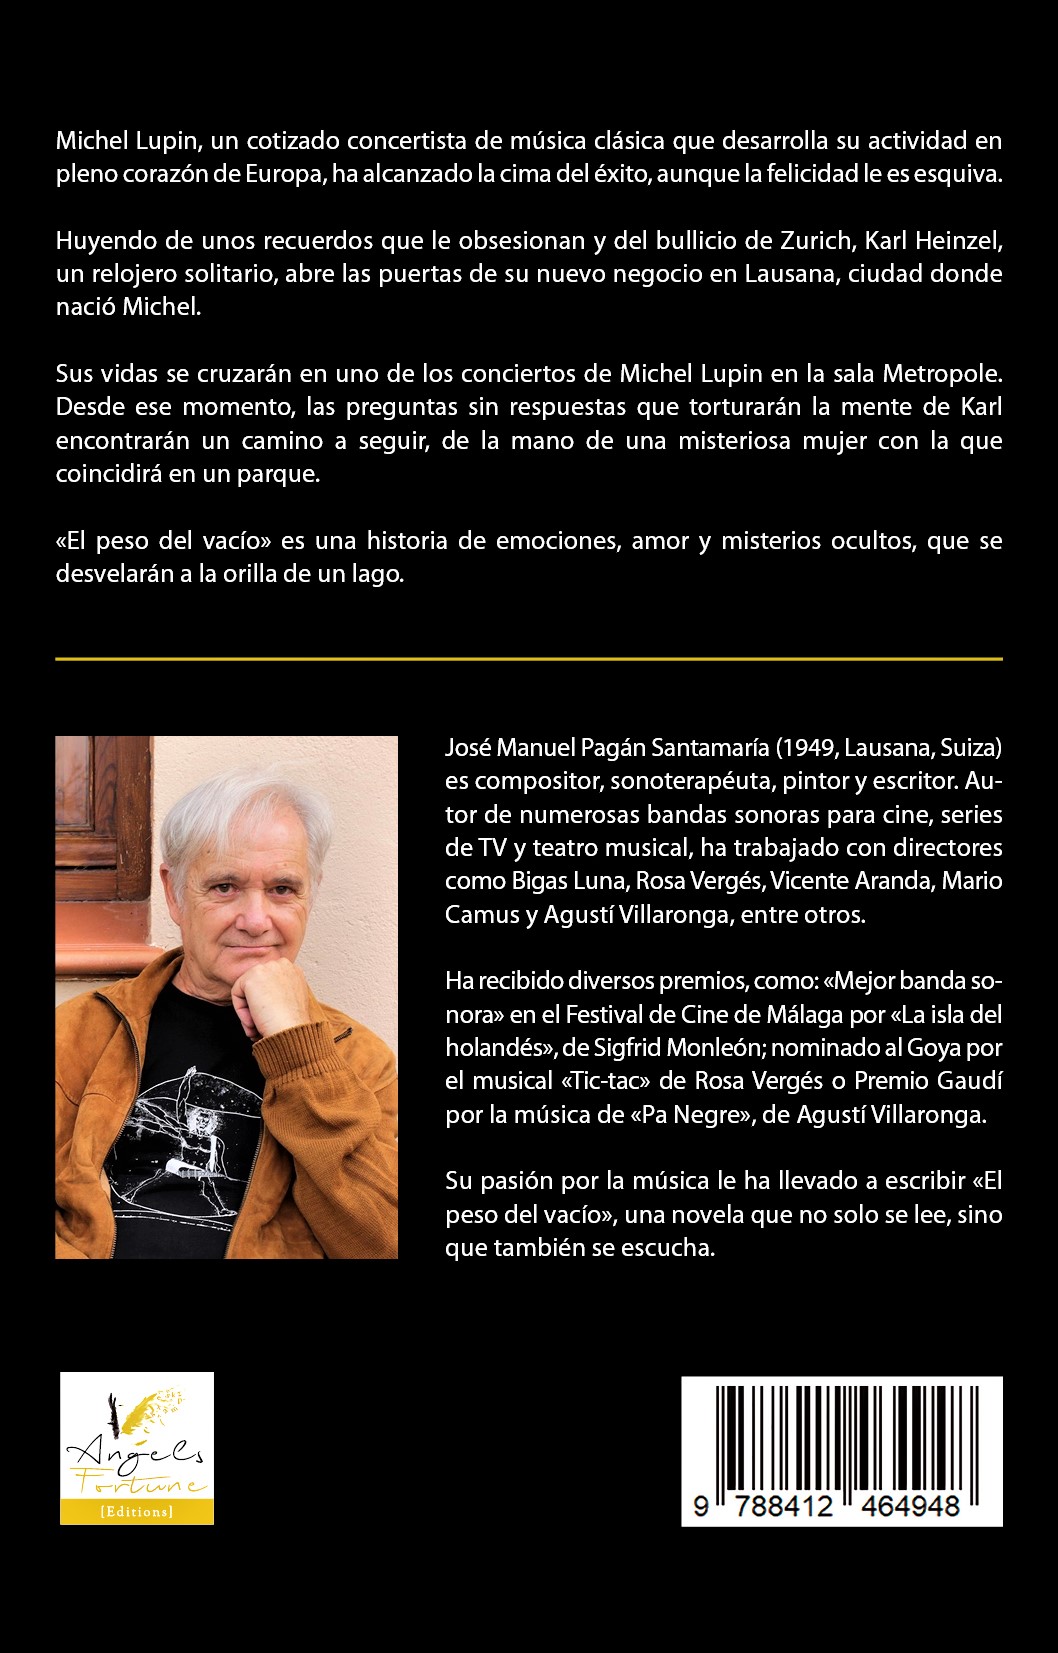 Michel Lupin, un cotizado concertista de música clásica que desarrolla su actividad en
pleno corazón de Europa, ha alcanzado la cima del éxito, aunque la felicidad le es esquiva.
Huyendo de unos recuerdos que le obsesionan y del bullicio de Zurich, Karl Heinzel,
un relojero solitario, abre las puertas de su nuevo negocio en Lausana, ciudad donde
nació Michel.
Sus vidas se cruzarán en uno de los conciertos de Michel Lupin en la sala Metropole.
Desde ese momento, las preguntas sin respuestas que torturarán la mente de Karl
encontrarán un camino a seguir, de la mano de una misteriosa mujer con la que
coincidirá en un parque.
«El peso del vacío» es una historia de emociones, amor y misterios ocultos, que se
desvelarán a la orilla de un lago.
José Manuel Pagán Santamaría (1949, Lausana, Suiza)
es compositor, sonoterapéuta, pintor y escritor. Au-
tor de numerosas bandas sonoras para cine, series
de TV y teatro musical, ha trabajado con directores
como Bigas Luna, Rosa Vergés, Vicente Aranda, Mario
Camus y Agustí Villaronga, entre otros.
Ha recibido diversos premios, como: «Mejor banda so-
nora» en el Festival de Cine de Málaga por «La isla del
holandés», de Sigfrid Monleón; nominado al Goya por
el musical «Tic-tac» de Rosa Vergés o Premio Gaudí
por la música de «Pa Negre», de Agustí Villaronga.
Su pasión por la música le ha llevado a escribir «El
peso del vacío», una novela que no solo se lee, sino
que también se escucha.
Angels
Fortune
[Editions]
9 788412 464948